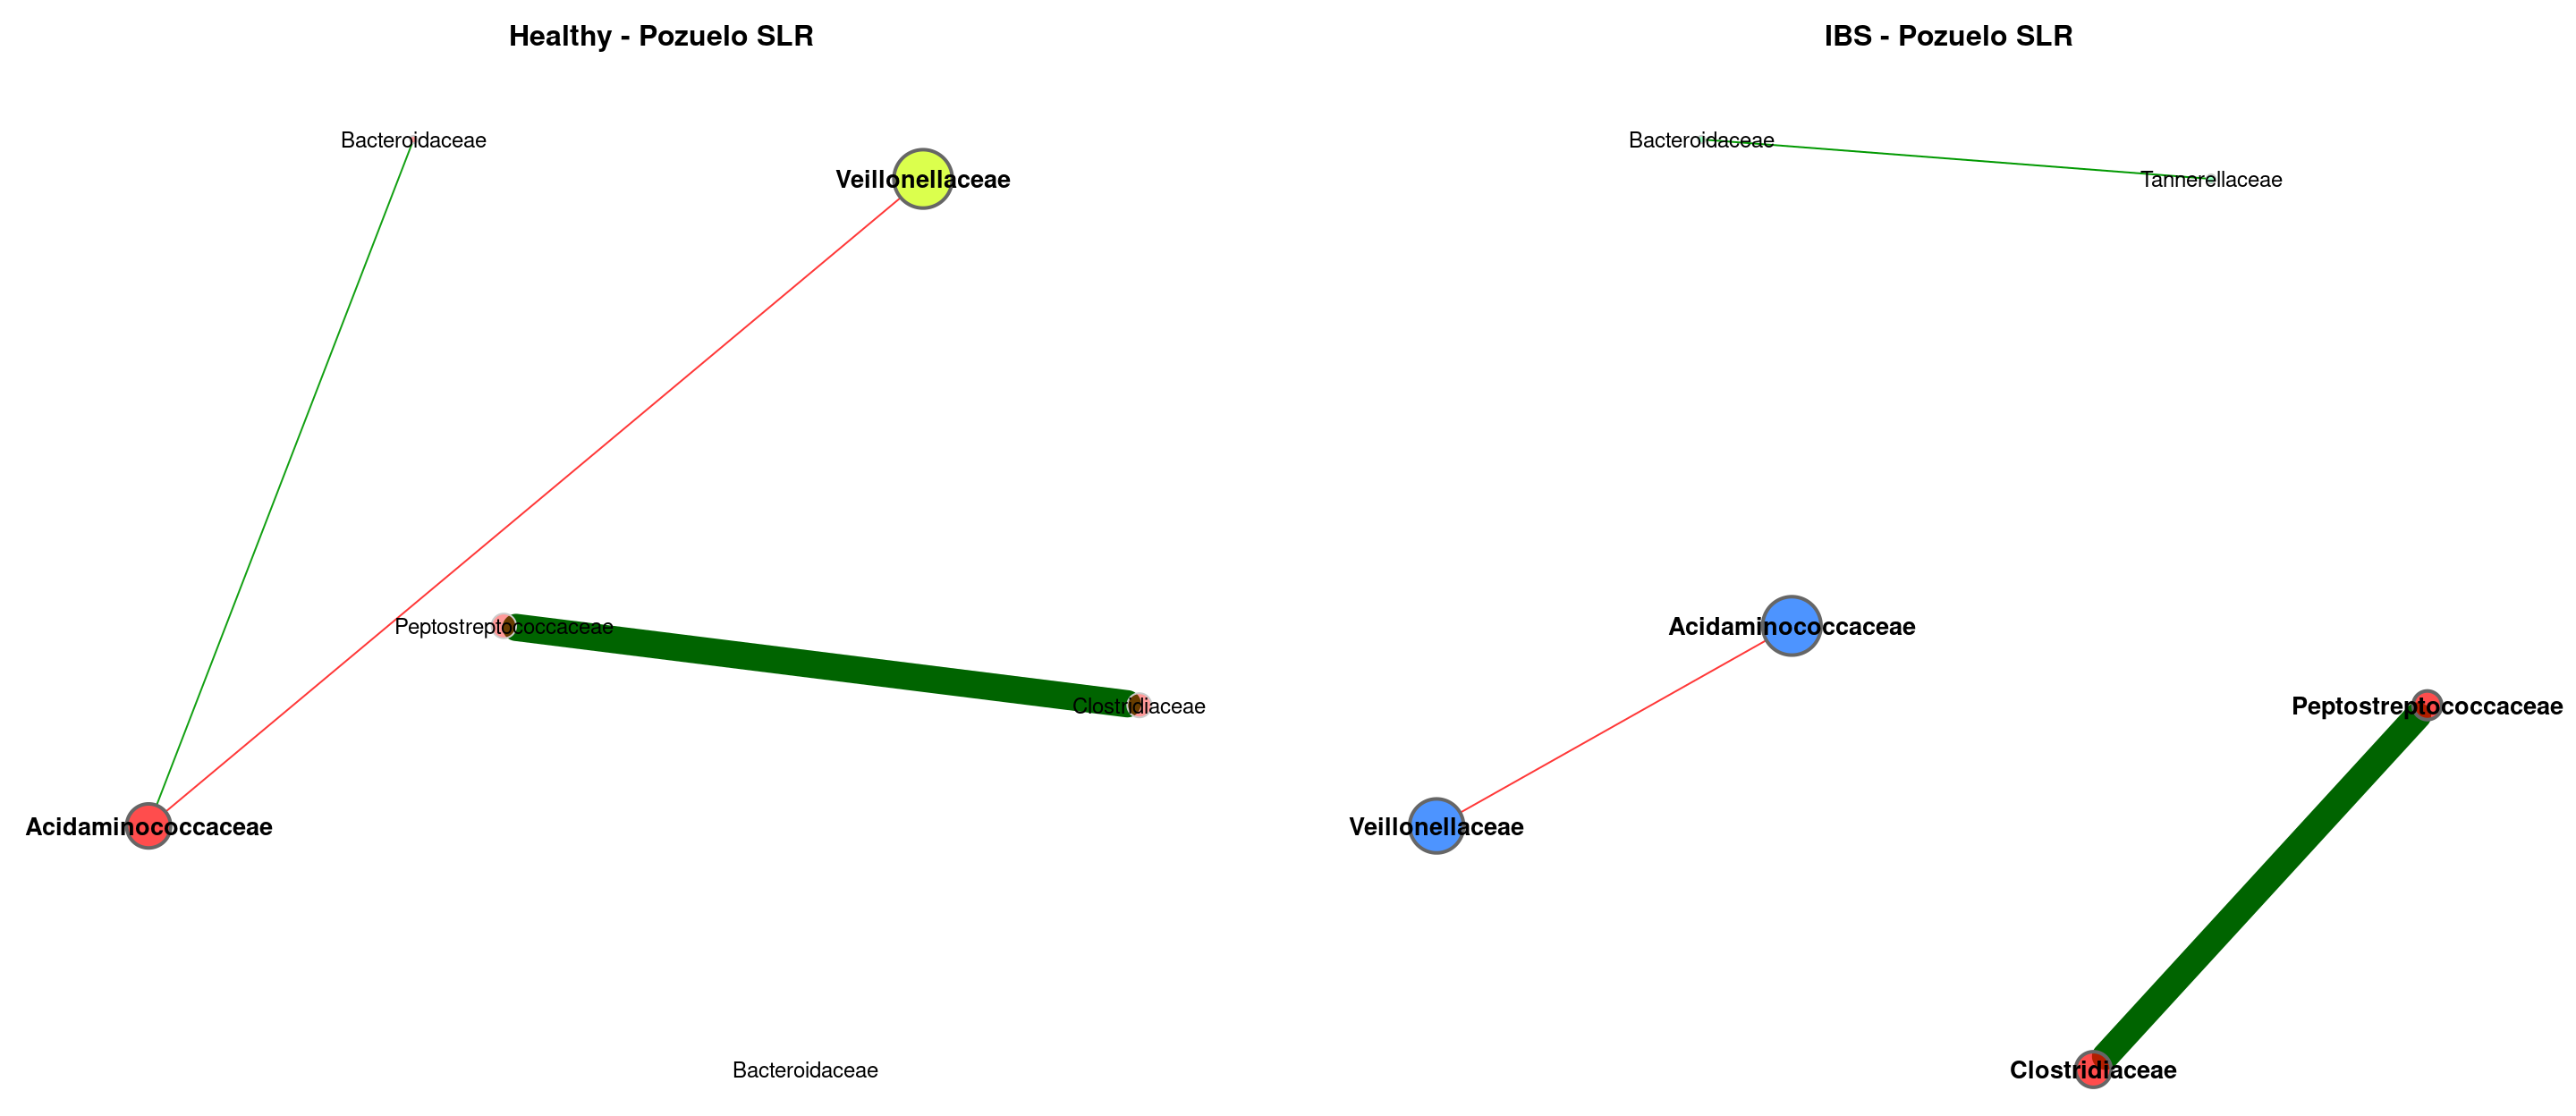 Healthy - Pozuelo SLR
Bacteroidaceae
Veillonellaceae
Peptostreptococcaceae
Clostridiaceae
Acidaminococcaceae
Bacteroidaceae
IBS - Pozuelo SLR
Bacteroidaceae
Tannerellaceae
Acidaminococcaceae
Peptostreptococcaceae
Veillonellaceae
Clostridiaceae